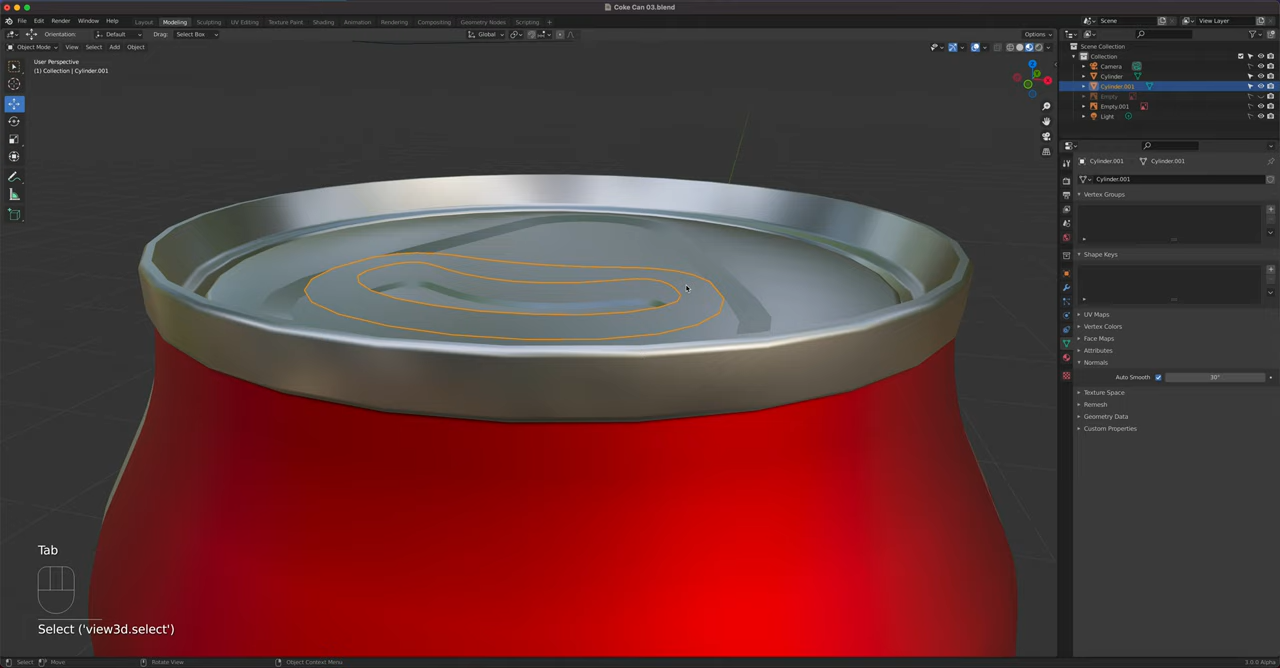 Coke Can 03.blend
File Edit Render Window Help Layout Modeling Sculpting UV Editing Texture Paint Shading Animation Rendering Compositing Geometry Nodes Scripting + Scene View Layer
Orientation: Default Drag: Select Box Global Options
Object Mode View Select Add Object
User Perspective
(1) Collection | Cylinder.001
Scene Collection
Collection
Camera
Cylinder
Cylinder.001
Empty
Empty.001
Light
Cylinder.001 Cylinder.001
Cylinder.001
Vertex Groups
Shape Keys
UV Maps
Vertex Colors
Face Maps
Attributes
Normals
Auto Smooth 30°
Texture Space
Remesh
Geometry Data
Custom Properties
Tab
Select ('view3d.select')
Select Move Rotate View Object Context Menu 3.0.0 Alpha